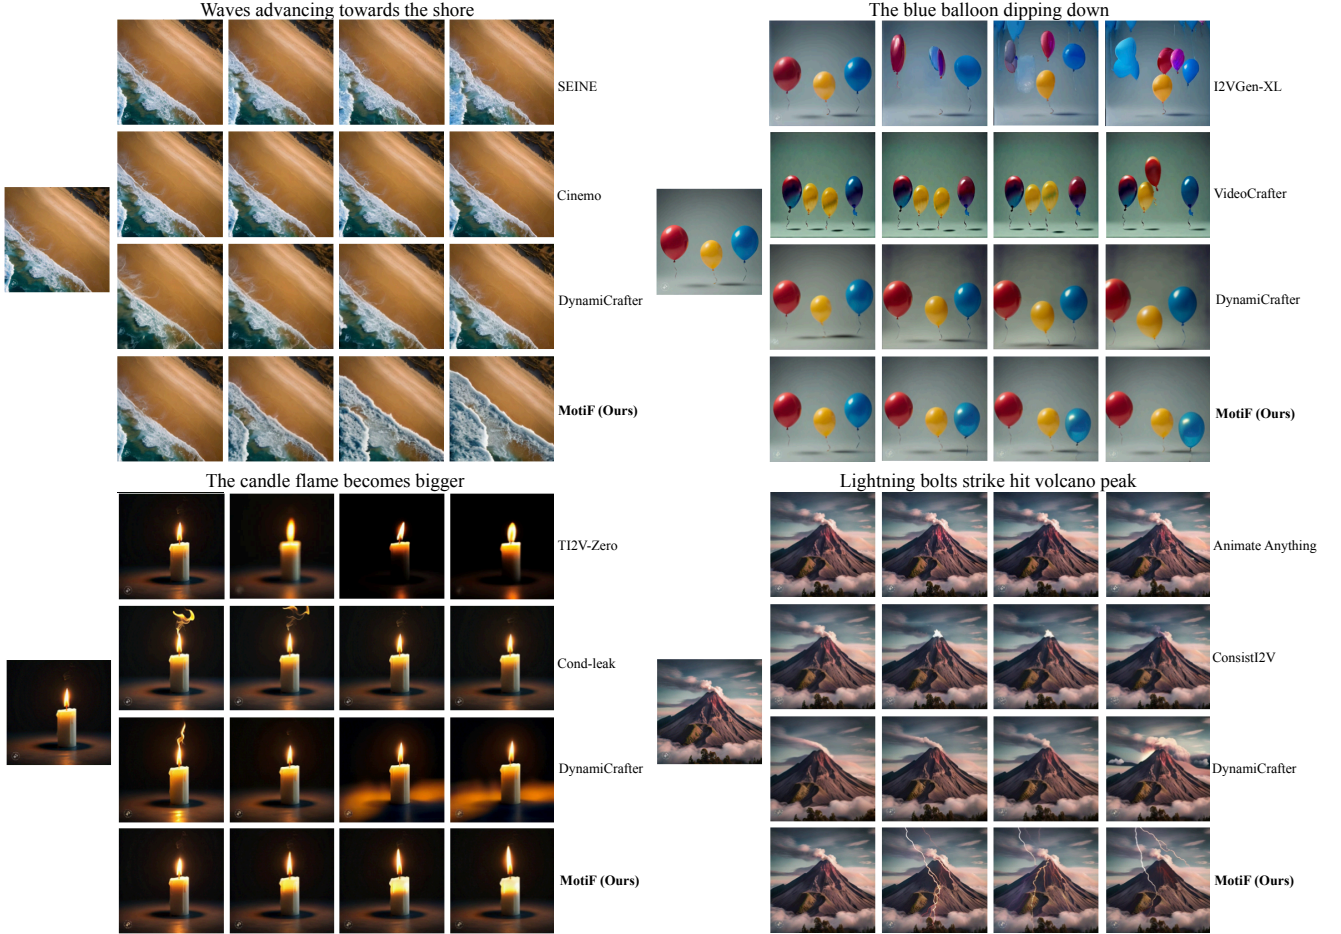 Waves advancing towards the shore
SEINE
Cinemo
DynamiCrafter
MotiF (Ours)
The blue balloon dipping down
I2VGen-XL
VideoCrafter
DynamiCrafter
MotiF (Ours)
The candle flame becomes bigger
TI2V-Zero
Cond-leak
DynamiCrafter
MotiF (Ours)
Lightning bolts strike hit volcano peak
Animate Anything
ConsistI2V
DynamiCrafter
MotiF (Ours)